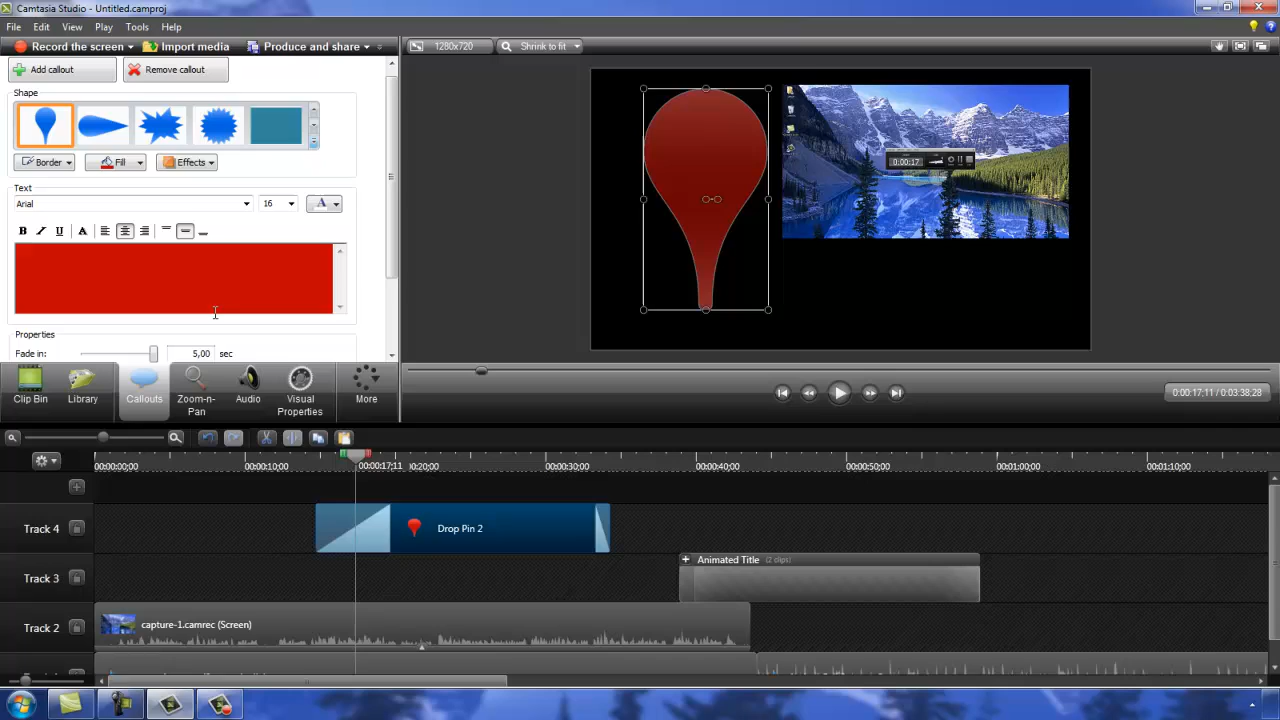 Camtasia Studio - Untitled.camproj
File Edit View Play Tools Help
Record the screen Import media Produce and share
1280x720 Shrink to fit
Add callout Remove callout
Shape
Border Fill Effects
Text
Arial 16 A
B I U A
0:00:17
Properties
Fade in: 5,00 sec
Clip Bin Library Callouts Zoom-n-Pan Audio Visual Properties More
0:00:17;11 / 0:03:38;28
00:00:00;00 00:00:10;00 00:00:17;11 00:00:30;00 00:00:40;00 00:00:50;00 00:01:00;00 00:01:10;00
Track 4 Drop Pin 2
Track 3 Animated Title (2 clips)
Track 2 capture-1.camrec (Screen)